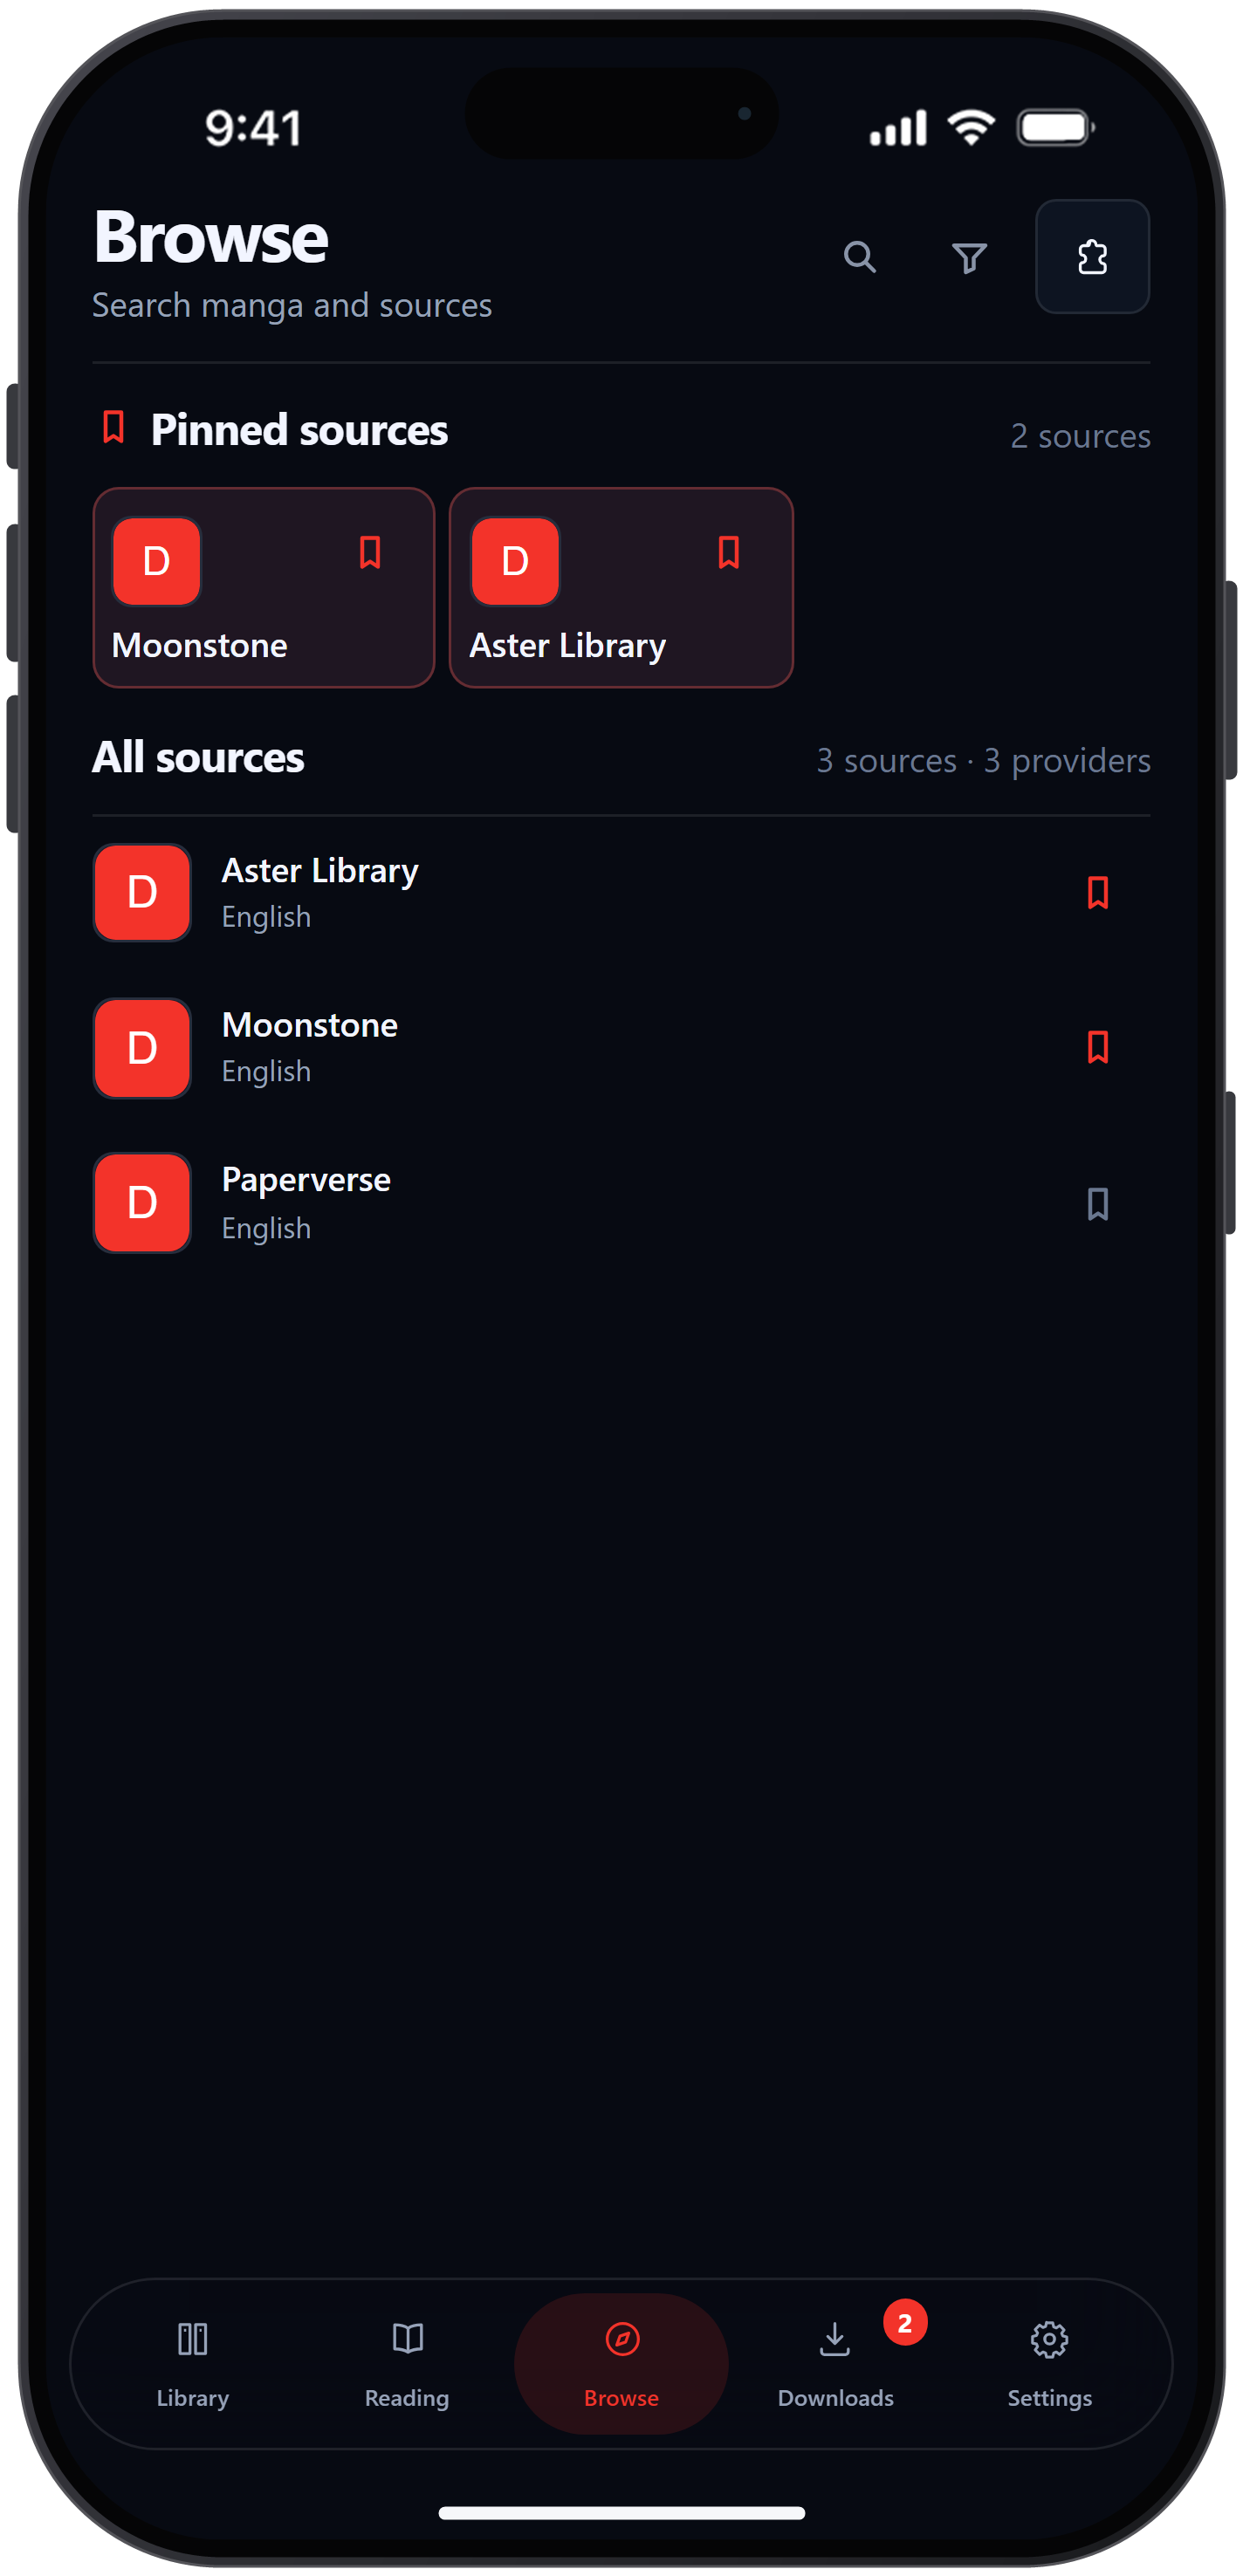 9:41
Browse
Search manga and sources
Pinned sources
2 sources
D
D
Moonstone
Aster Library
All sources
3 sources · 3 providers
D
Aster Library
English
D
Moonstone
English
D
Paperverse
English
2
Library
Reading
Browse
Downloads
Settings